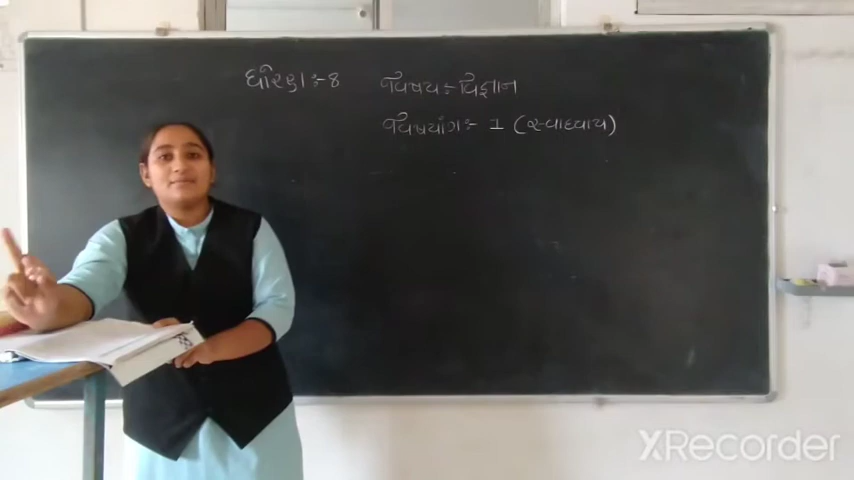 ધોરણ :- 8 વિષય :- વિજ્ઞાન
વિષયાંગ :- 1 (સ્વાધ્યાય)
XRecorder